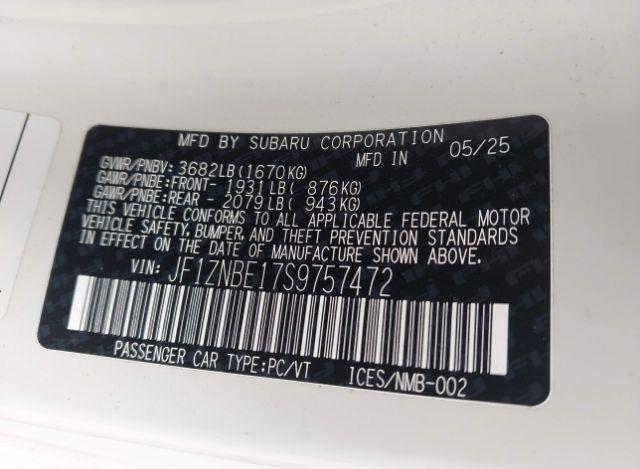 MFD BY SUBARU CORPORATION
GVWR/PNBV: 3682LB(1670KG) MFD IN 05/25
GAWR/PNBE:FRONT- 1931LB( 876KG)
GAWR/PNBE:REAR - 2079LB( 943KG)
THIS VEHICLE CONFORMS TO ALL APPLICABLE FEDERAL MOTOR
VEHICLE SAFETY, BUMPER, AND THEFT PREVENTION STANDARDS
IN EFFECT ON THE DATE OF MANUFACTURE SHOWN ABOVE.
VIN: JF1ZNBE17S9757472
PASSENGER CAR TYPE:PC/VT ICES/NMB-002